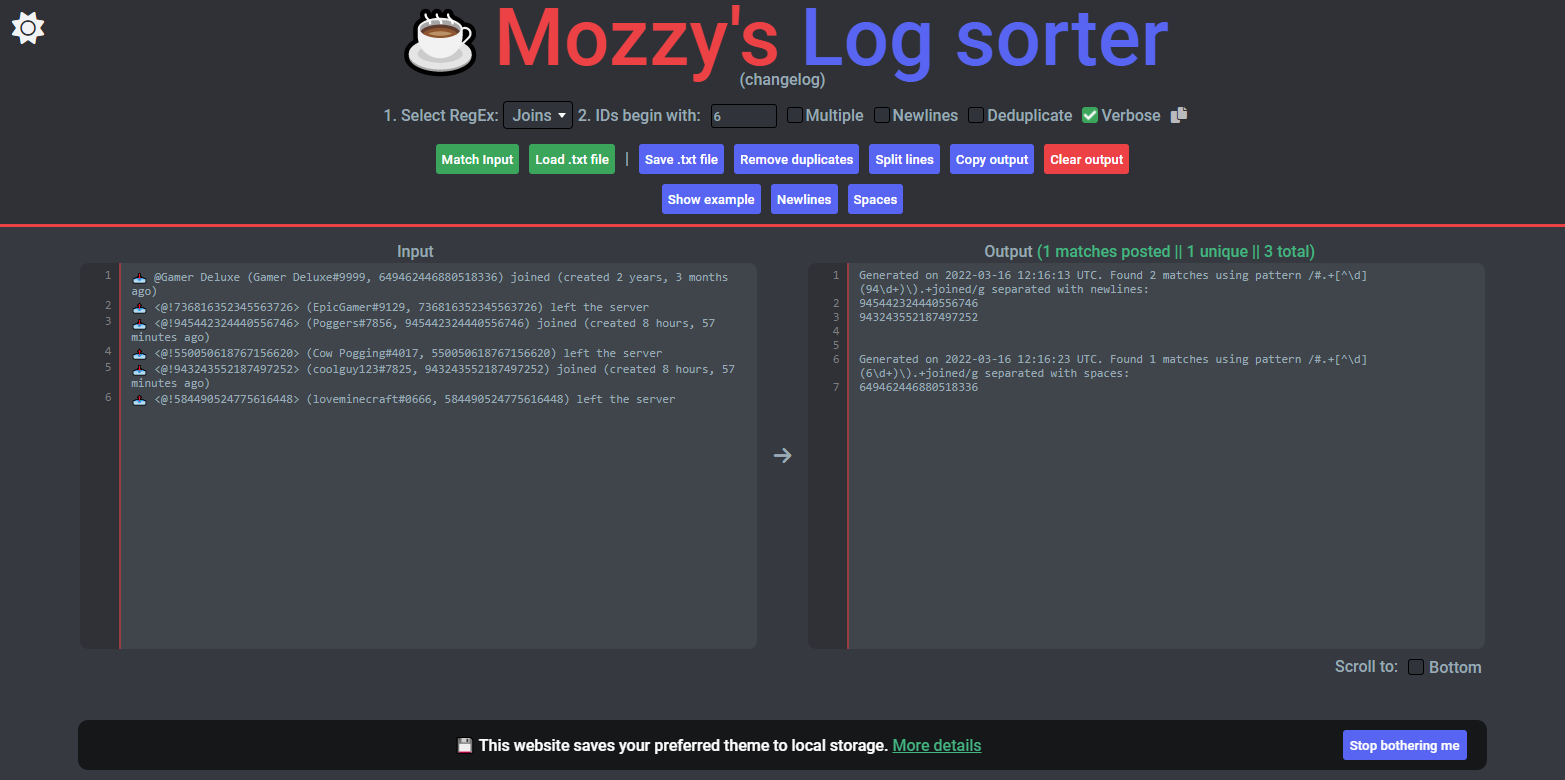 Mozzy's Log sorter
(changelog)
1. Select RegEx: Joins 2. IDs begin with: 6 Multiple Newlines Deduplicate Verbose
Match Input Load .txt file | Save .txt file Remove duplicates Split lines Copy output Clear output
Show example Newlines Spaces
Input
1 @Gamer Deluxe (Gamer Deluxe#9999, 649462446880518336) joined (created 2 years, 3 months
ago)
2 <@!736816352345563726> (EpicGamer#9129, 736816352345563726) left the server
3 <@!945442324440556746> (Poggers#7856, 945442324440556746) joined (created 8 hours, 57
minutes ago)
4 <@!550050618767156620> (Cow Pogging#4017, 550050618767156620) left the server
5 <@!943243552187497252> (coolguy123#7825, 943243552187497252) joined (created 8 hours, 57
minutes ago)
6 <@!584490524775616448> (loveminecraft#0666, 584490524775616448) left the server
Output (1 matches posted || 1 unique || 3 total)
1 Generated on 2022-03-16 12:16:13 UTC. Found 2 matches using pattern /#.+[^\d]
(94\d+)\).+joined/g separated with newlines:
2 945442324440556746
3 943243552187497252
4
5
6 Generated on 2022-03-16 12:16:23 UTC. Found 1 matches using pattern /#.+[^\d]
(6\d+)\).+joined/g separated with spaces:
7 649462446880518336
Scroll to: Bottom
This website saves your preferred theme to local storage. More details
Stop bothering me